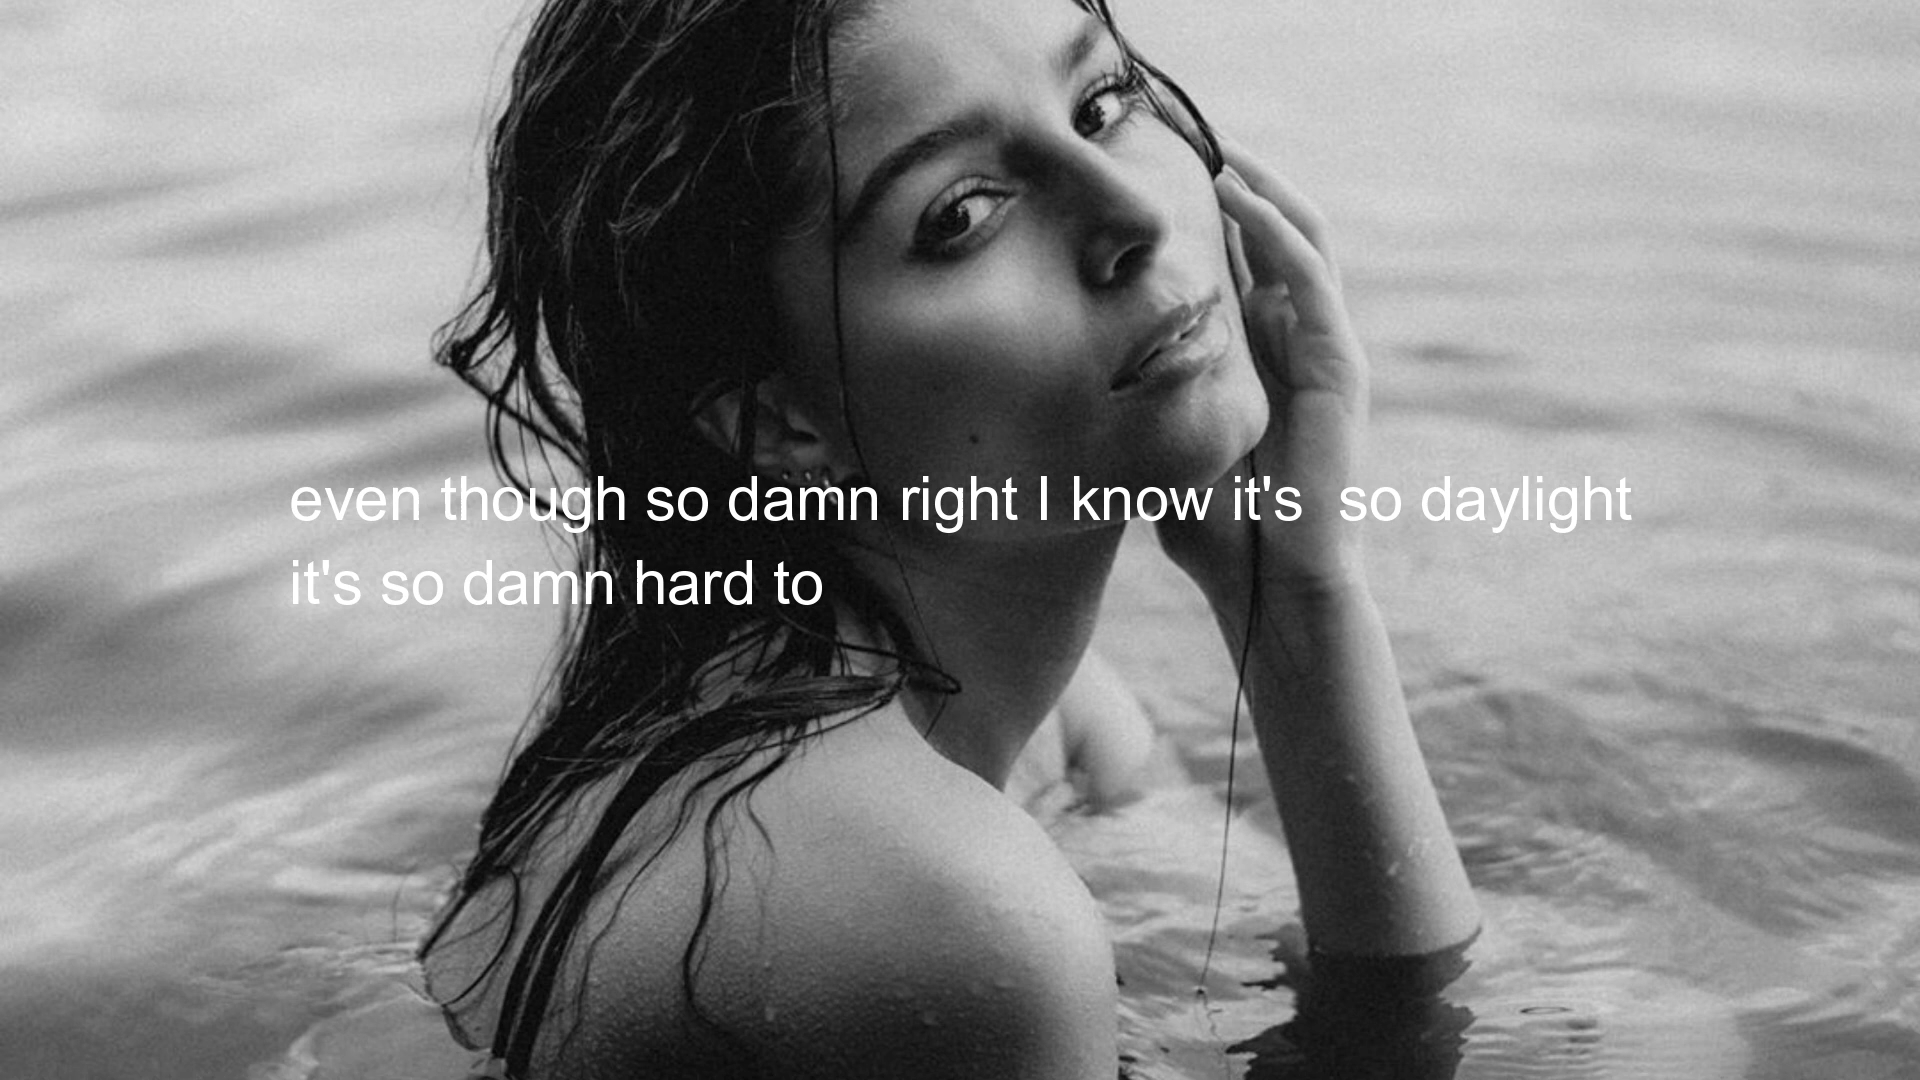 even though so damn right I know it's  so daylight
it's so damn hard to